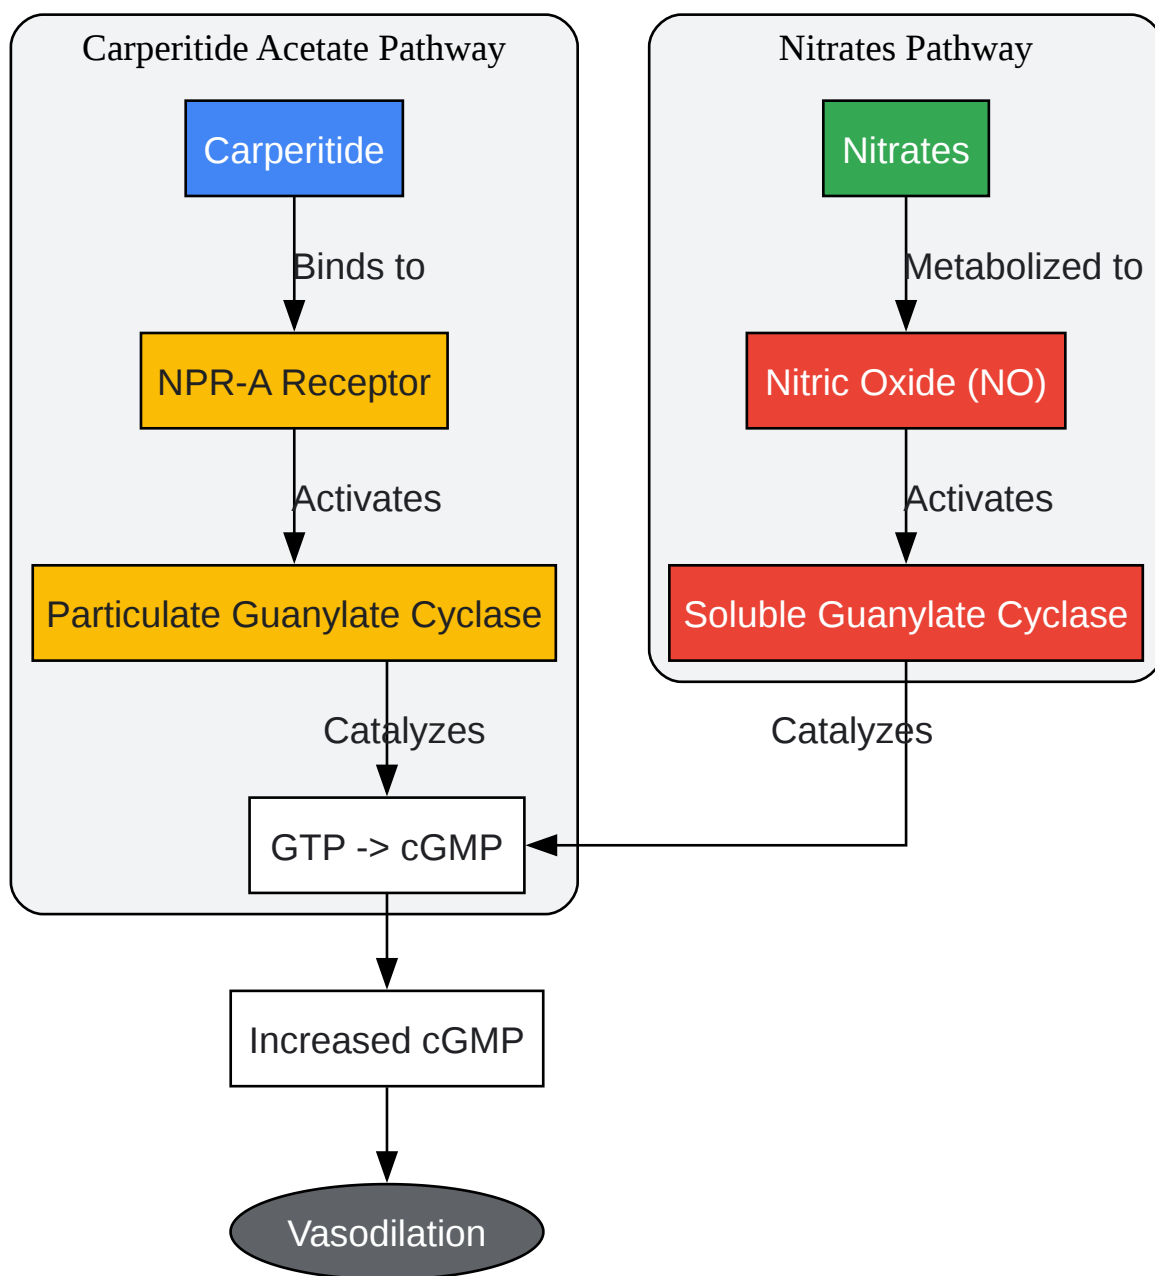 Carperitide Acetate Pathway
Carperitide
Binds to
NPR-A Receptor
Activates
Particulate Guanylate Cyclase
Catalyzes
GTP -> cGMP
Nitrates Pathway
Nitrates
Metabolized to
Nitric Oxide (NO)
Activates
Soluble Guanylate Cyclase
Catalyzes
Increased cGMP
Vasodilation